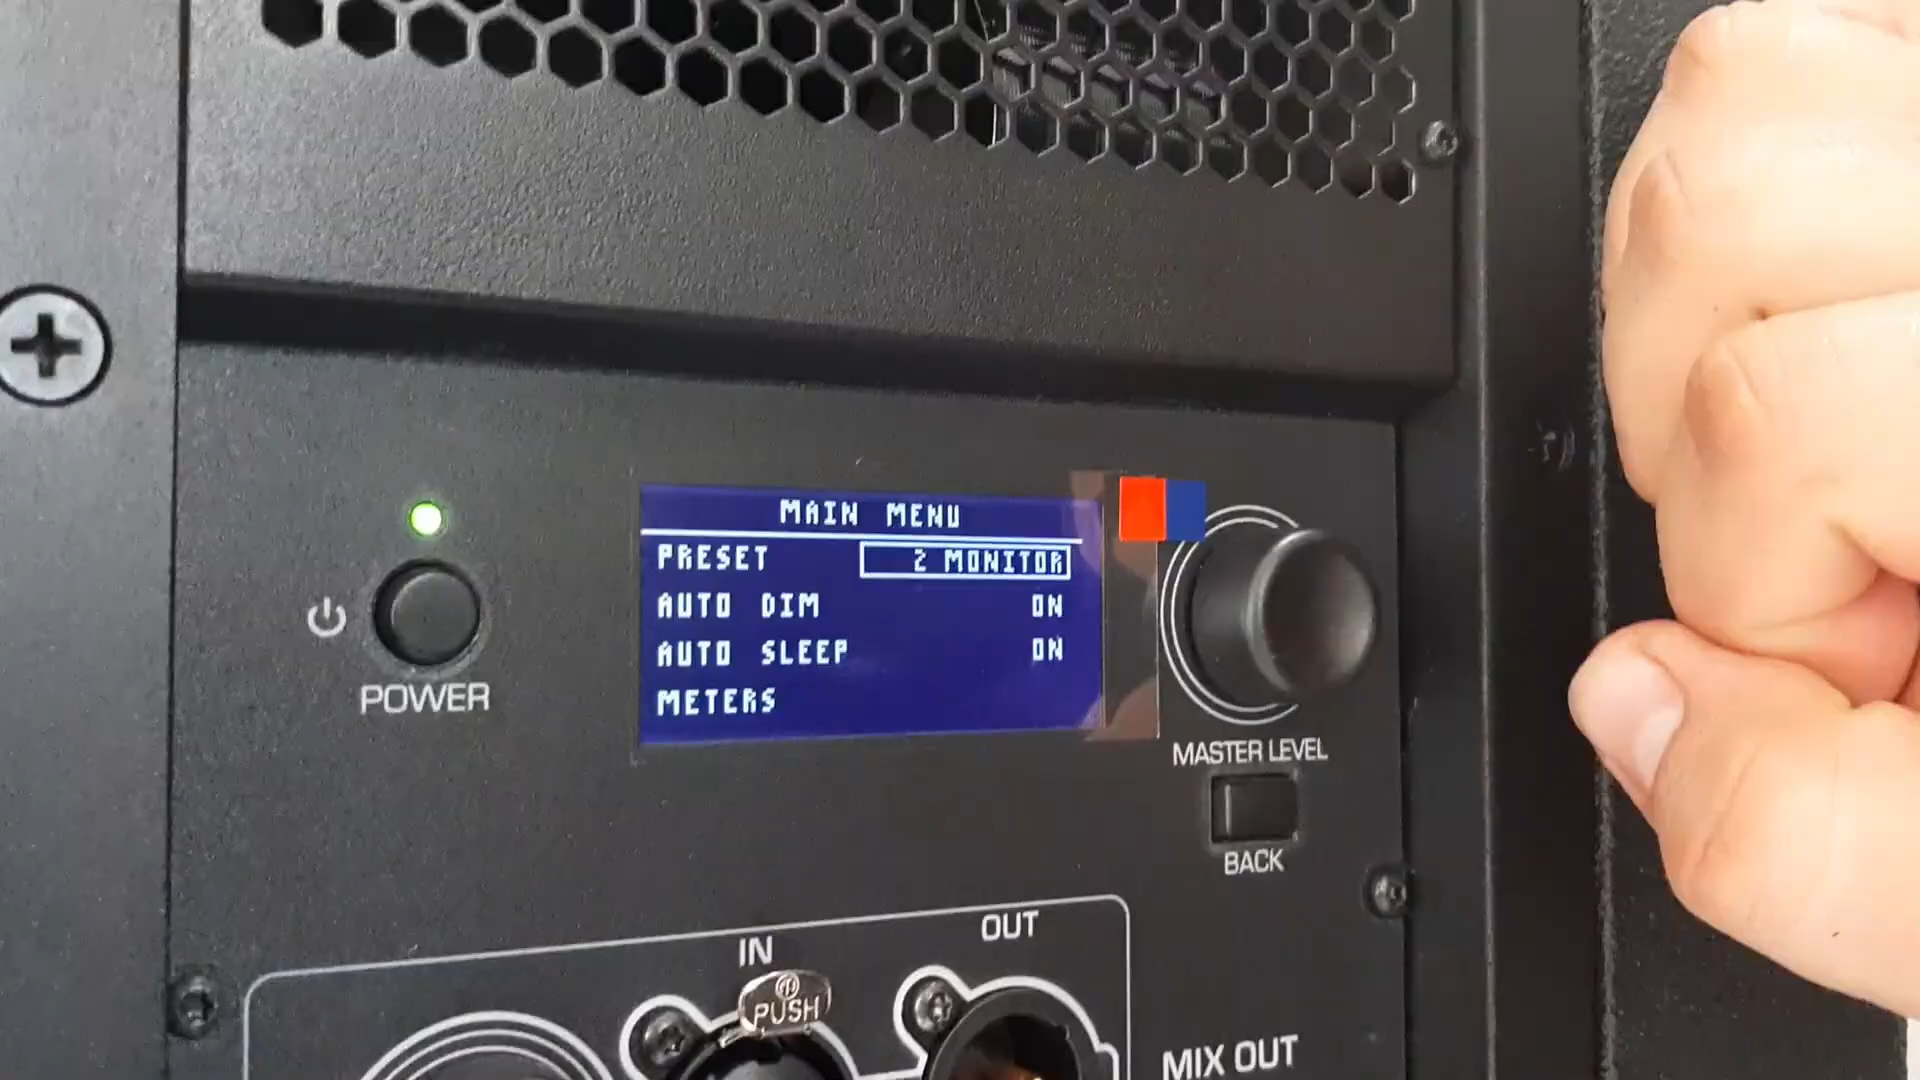 MAIN MENU
PRESET 2 MONITOR
AUTO DIM ON
AUTO SLEEP ON
METERS
POWER
MASTER LEVEL
BACK
IN
OUT
PUSH
MIX OUT